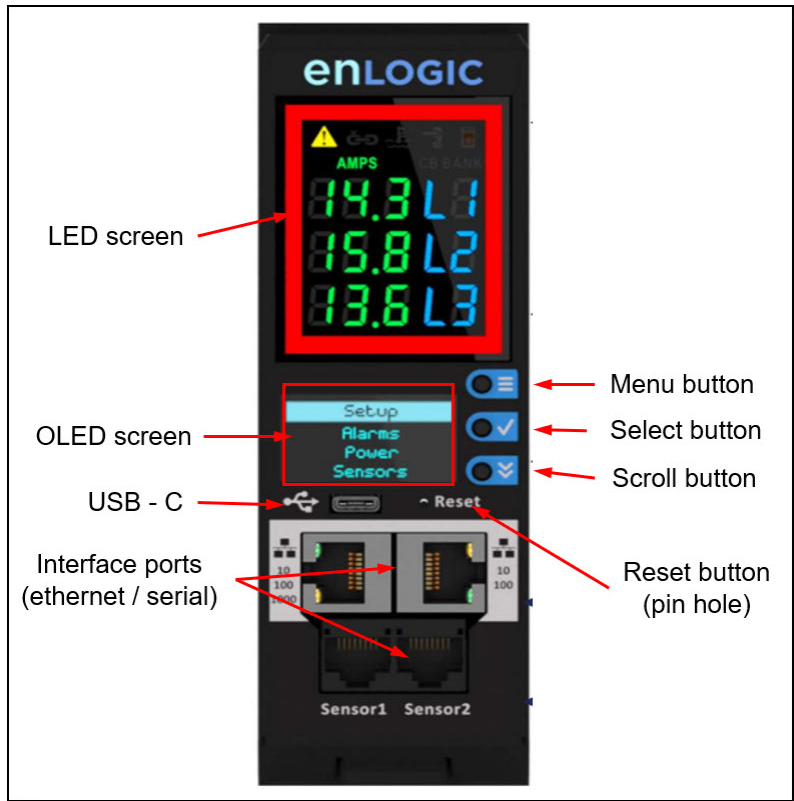 enLOGIC
AMPS
CB BANK
14.3 L1
15.8 L2
13.6 L3
LED screen
Menu button
Setup
Alarms
Power
Sensors
OLED screen
Select button
Scroll button
USB - C
Reset
Interface ports
(ethernet / serial)
10
100
1000
10
100
Reset button
(pin hole)
Sensor1 Sensor2